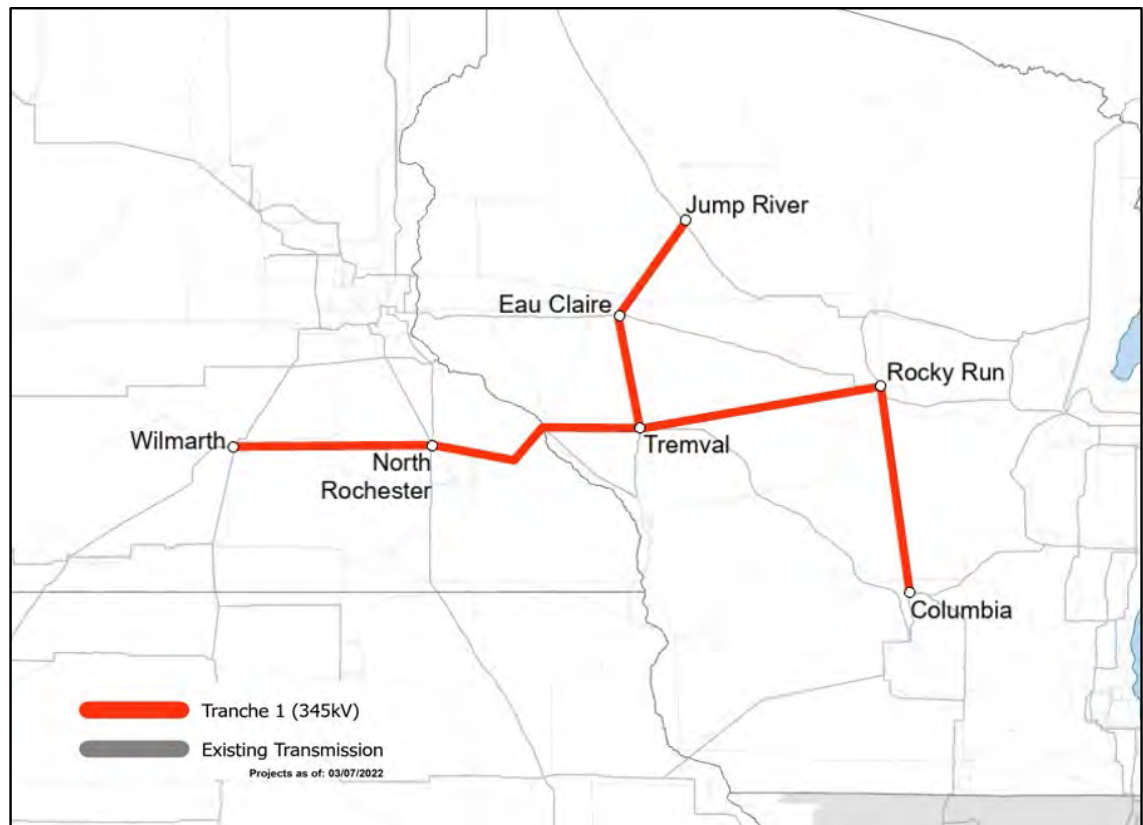 Jump River
Eau Claire
Rocky Run
Wilmarth
Tremval
North
Rochester
Columbia
Tranche 1 (345kV)
Existing Transmission
Projects as of: 03/07/2022